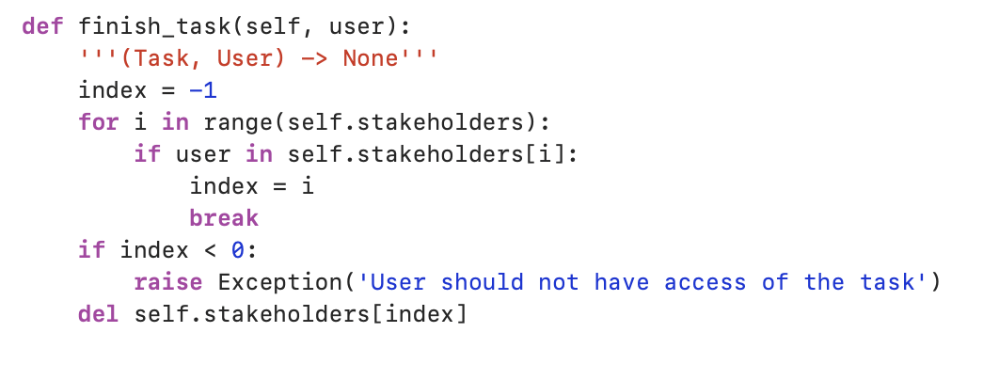 def finish_task(self, user):
    '''(Task, User) -> None'''
    index = -1
    for i in range(self.stakeholders):
        if user in self.stakeholders[i]:
            index = i
            break
    if index < 0:
        raise Exception('User should not have access of the task')
    del self.stakeholders[index]